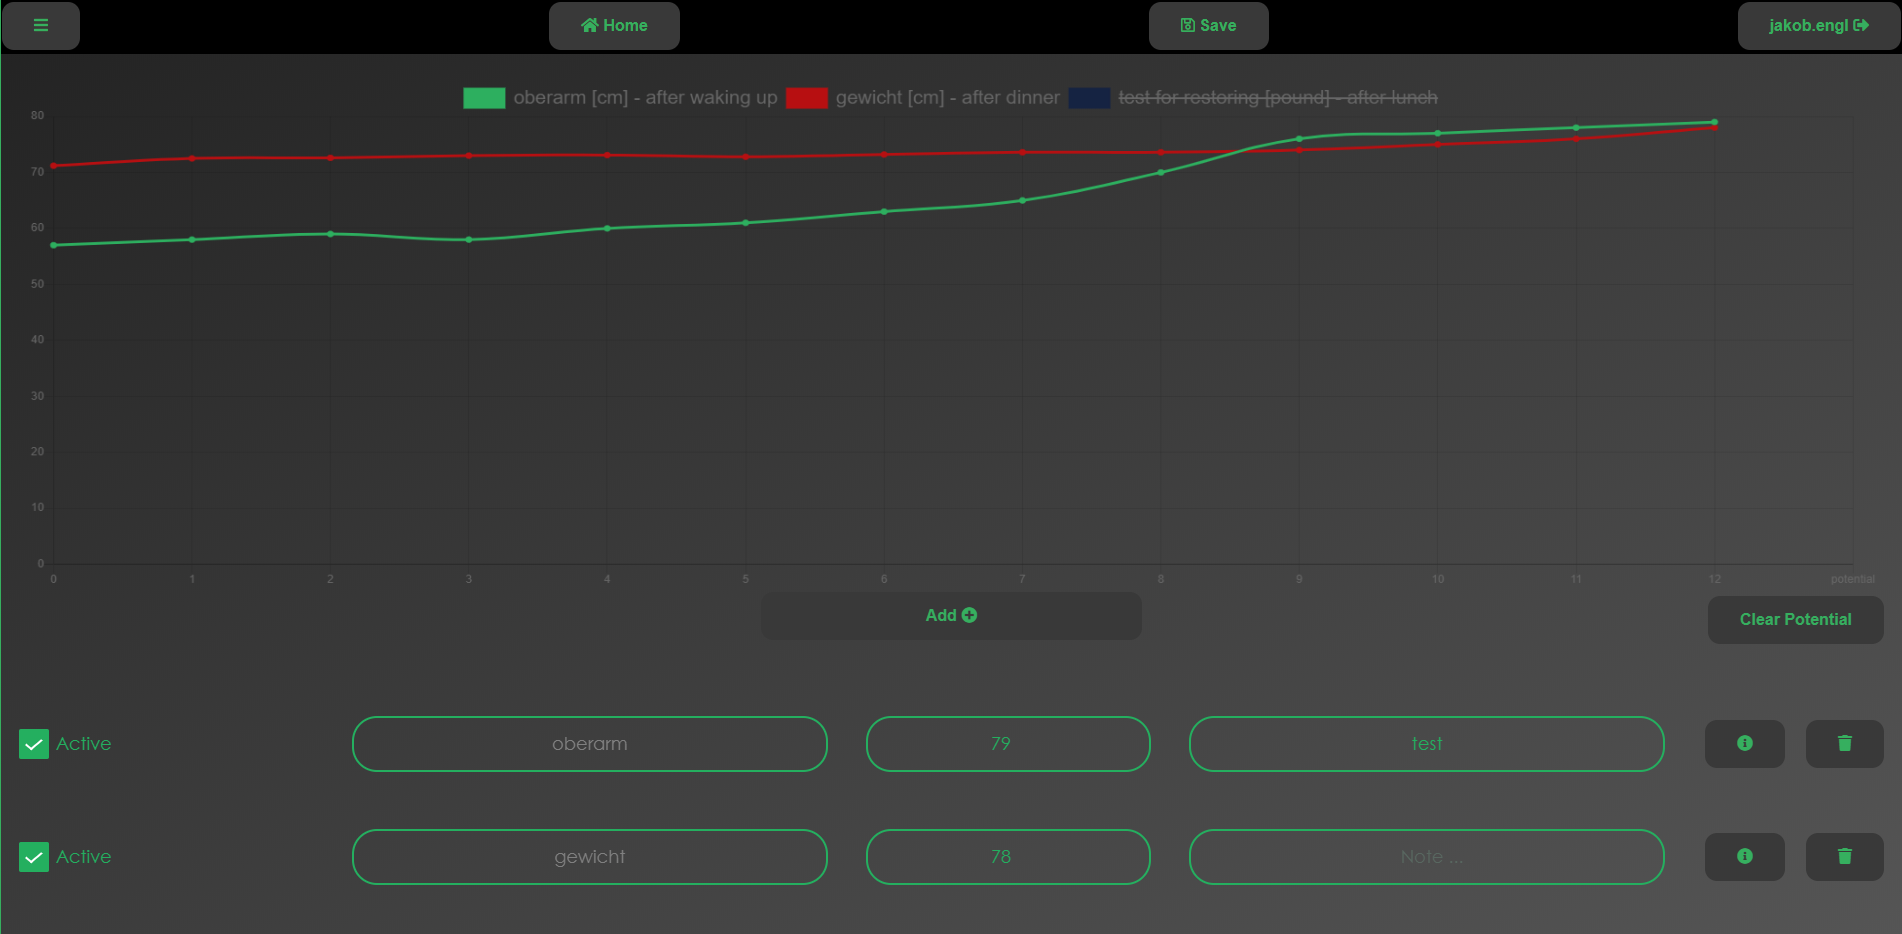 Home Save jakob.engl
oberarm [cm] - after waking up gewicht [cm] - after dinner test for restoring [pound] - after lunch
80
70
60
50
40
30
20
10
0
0 1 2 3 4 5 6 7 8 9 10 11 12 potential
Add
Clear Potential
Active oberarm 79 test
Active gewicht 78 Note ...